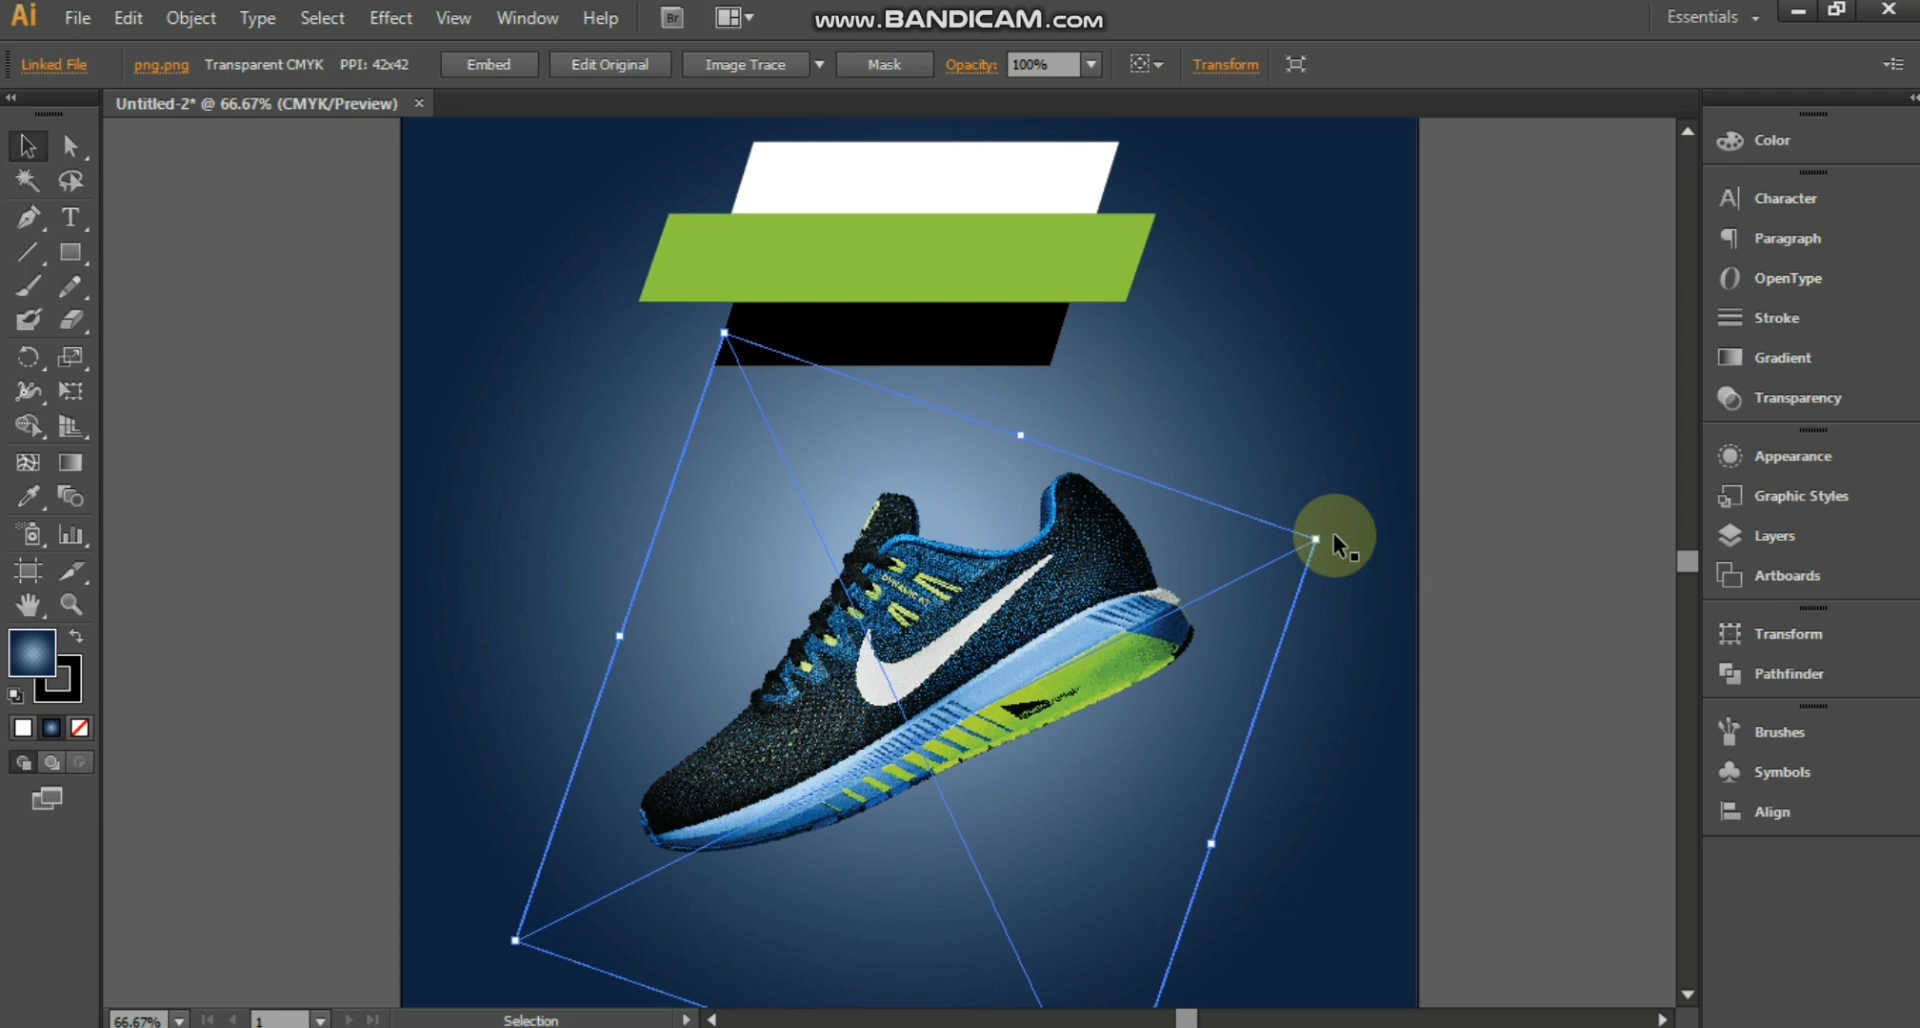 Ai File Edit Object Type Select Effect View Window Help Br www.BANDICAM.com Essentials
Linked File png.png Transparent CMYK PPI: 42x42 Embed Edit Original Image Trace Mask Opacity: 100% Transform
Untitled-2* @ 66.67% (CMYK/Preview) ×
Color
Character
Paragraph
OpenType
Stroke
Gradient
Transparency
Appearance
Graphic Styles
Layers
Artboards
Transform
Pathfinder
Brushes
Symbols
Align
66.67% 1 Selection